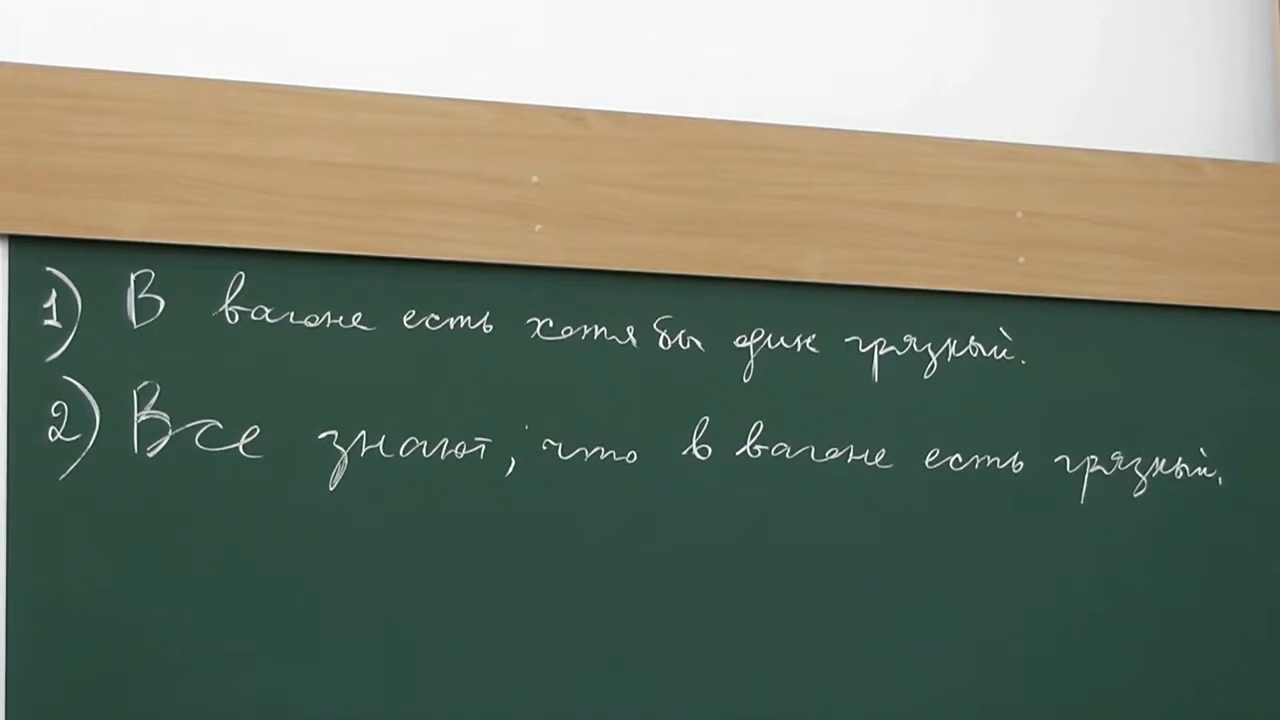 1) В вагоне есть хотя бы один грязный.
2) Все знают, что в вагоне есть грязный.